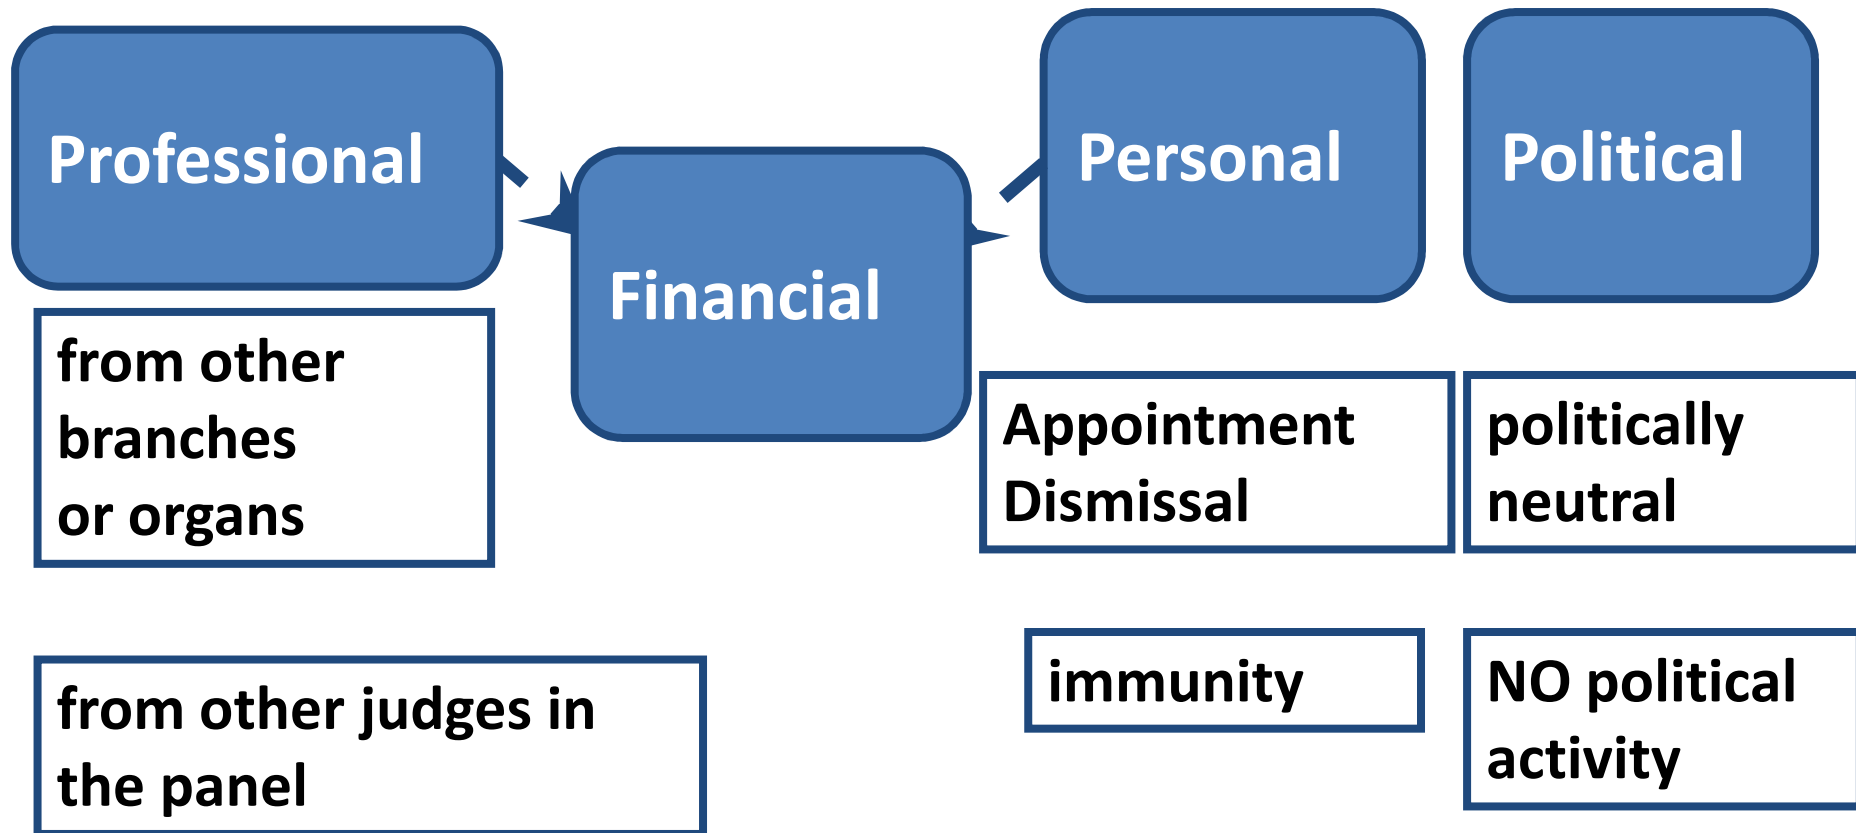 Professional
Financial
Personal
Political
from other
branches
or organs
Appointment
Dismissal
politically
neutral
from other judges in
the panel
immunity
NO political
activity